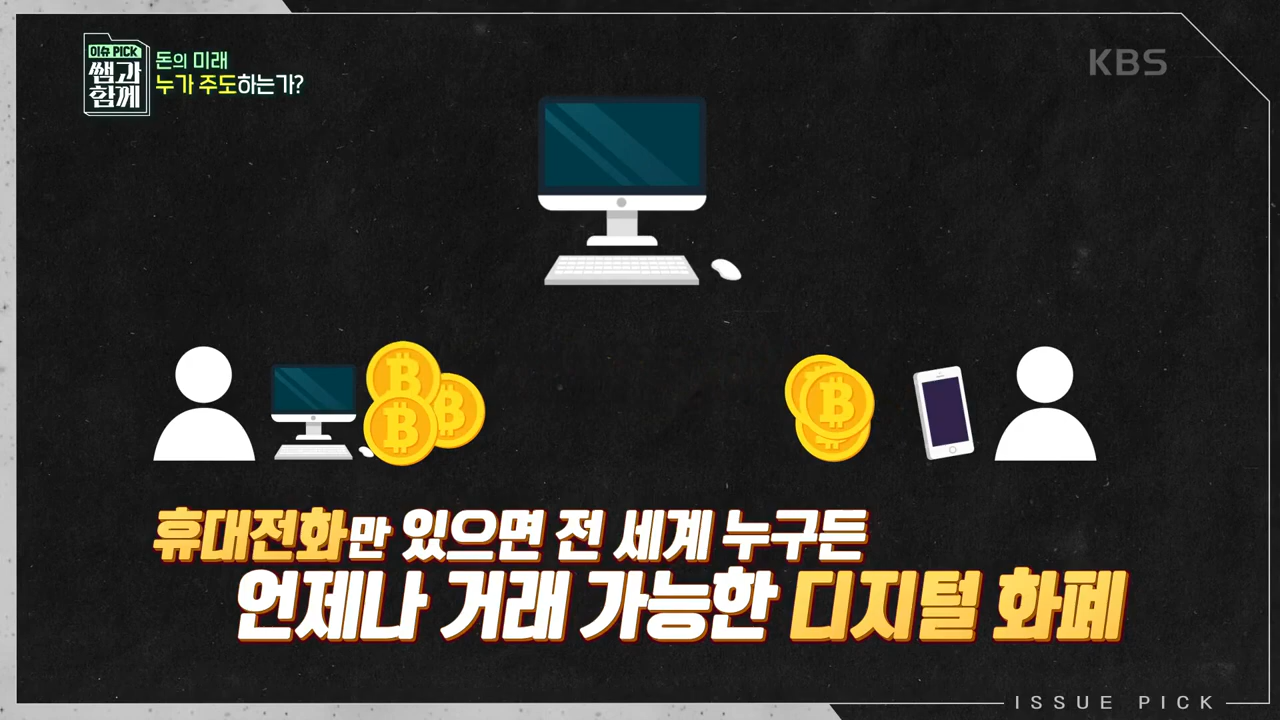 이슈 PICK
쌤과
함께
돈의 미래
누가 주도하는가?
KBS
휴대전화만 있으면 전 세계 누구든
언제나 거래 가능한 디지털 화폐
ISSUE PICK